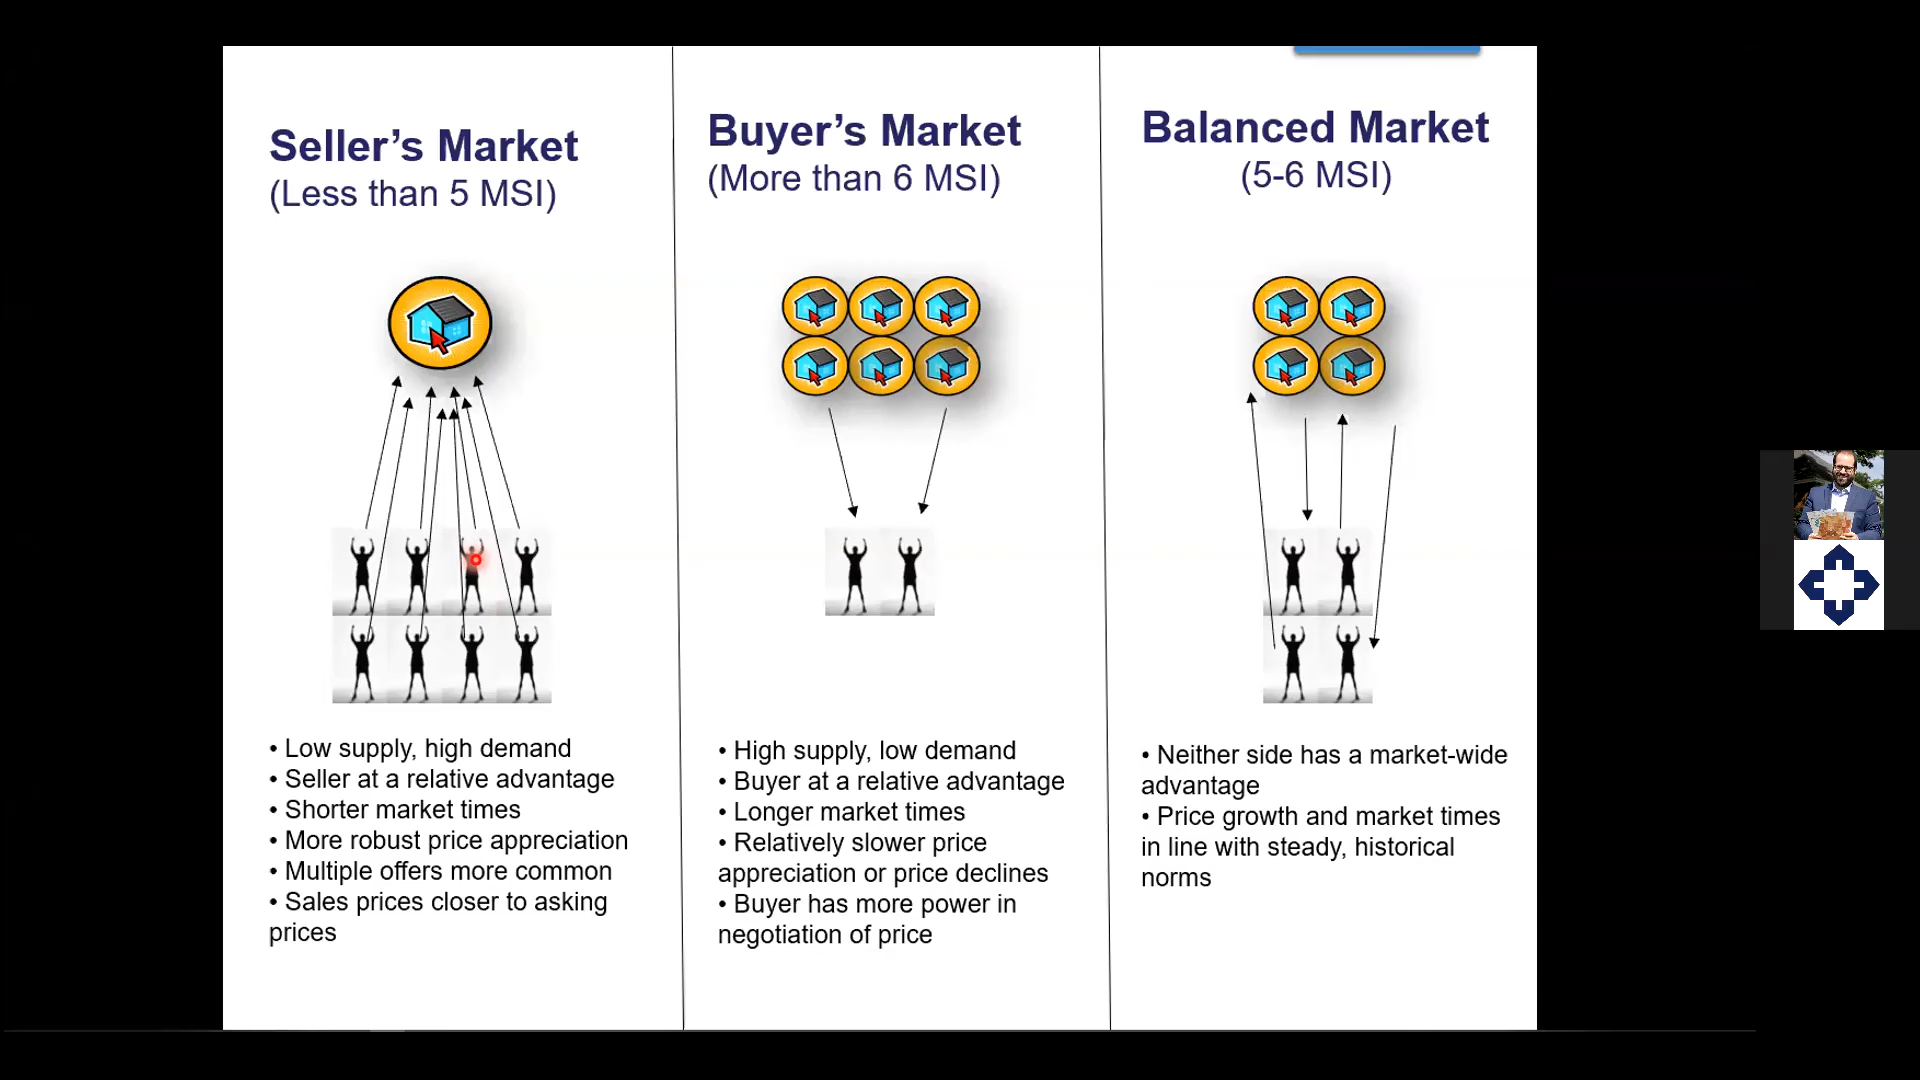 Seller’s Market
(Less than 5 MSI)
• Low supply, high demand
• Seller at a relative advantage
• Shorter market times
• More robust price appreciation
• Multiple offers more common
• Sales prices closer to asking
prices
Buyer’s Market
(More than 6 MSI)
• High supply, low demand
• Buyer at a relative advantage
• Longer market times
• Relatively slower price
appreciation or price declines
• Buyer has more power in
negotiation of price
Balanced Market
(5-6 MSI)
• Neither side has a market-wide
advantage
• Price growth and market times
in line with steady, historical
norms